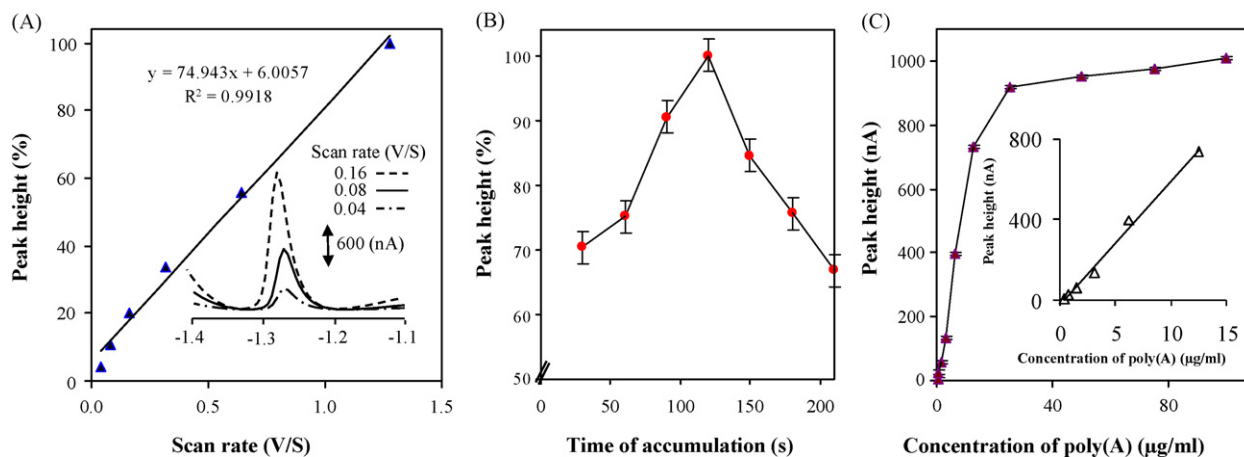 (A)
Peak height (%)
100
80
60
40
20
0
y = 74.943x + 6.0057
R² = 0.9918
Scan rate (V/S)
0.16
0.08
0.04
600 (nA)
-1.4
-1.3
-1.2
-1.1
0.0
0.5
1.0
1.5
Scan rate (V/S)
(B)
Peak height (%)
100
90
80
70
60
50
0
50
100
150
200
Time of accumulation (s)
(C)
Peak height (nA)
1000
800
600
400
200
0
Peak height (nA)
800
400
0
0
5
10
15
Concentration of poly(A) (μg/ml)
0
40
80
Concentration of poly(A) (μg/ml)